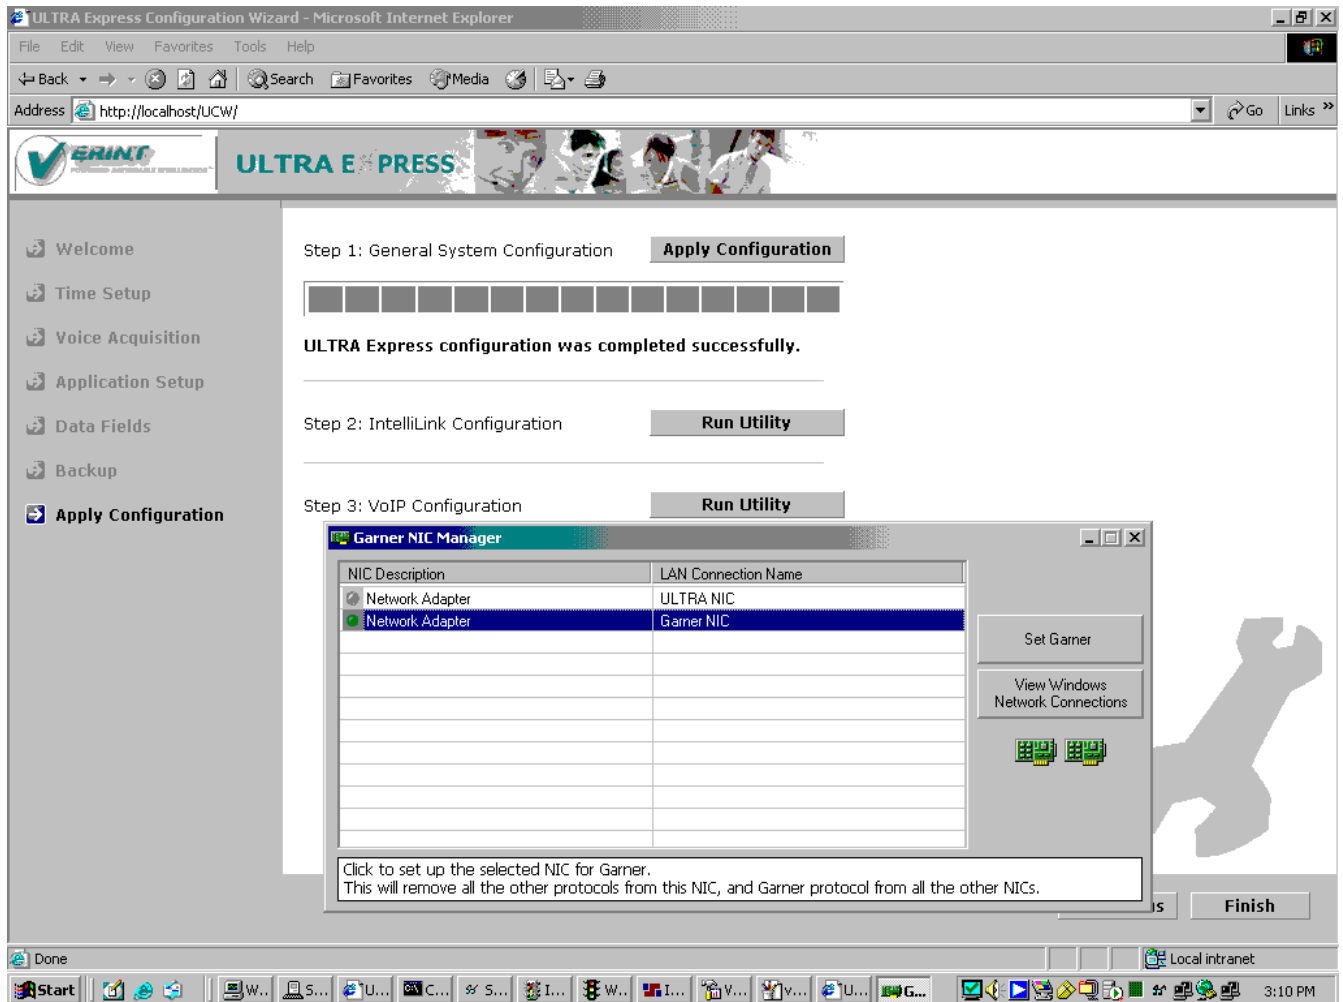 ULTRA Express Configuration Wizard - Microsoft Internet Explorer
File Edit View Favorites Tools Help
Back Search Favorites Media
Address http://localhost/UCW/ Go Links »
VERINT
ULTRA EXPRESS
Welcome
Time Setup
Voice Acquisition
Application Setup
Data Fields
Backup
Apply Configuration
Step 1: General System Configuration Apply Configuration
ULTRA Express configuration was completed successfully.
Step 2: IntelliLink Configuration Run Utility
Step 3: VoIP Configuration Run Utility
Garner NIC Manager
NIC Description LAN Connection Name
Network Adapter ULTRA NIC
Network Adapter Garner NIC
Set Garner
View Windows
Network Connections
Click to set up the selected NIC for Garner.
This will remove all the other protocols from this NIC, and Garner protocol from all the other NICs.
Finish
Done Local intranet
Start W... S... U... C... S... I... W... I... V... V... U... G... 3:10 PM